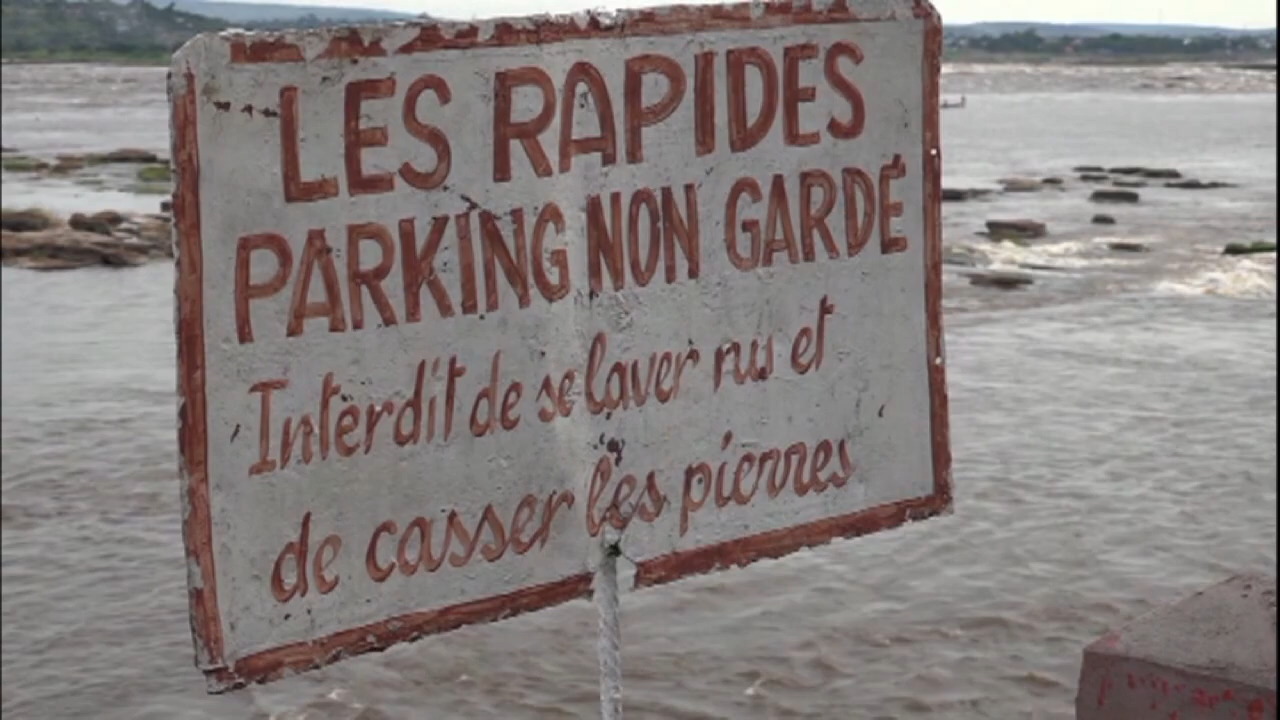 LES RAPIDES
PARKING NON GARDÉ
Interdit de se laver nus et
de casser les pierres